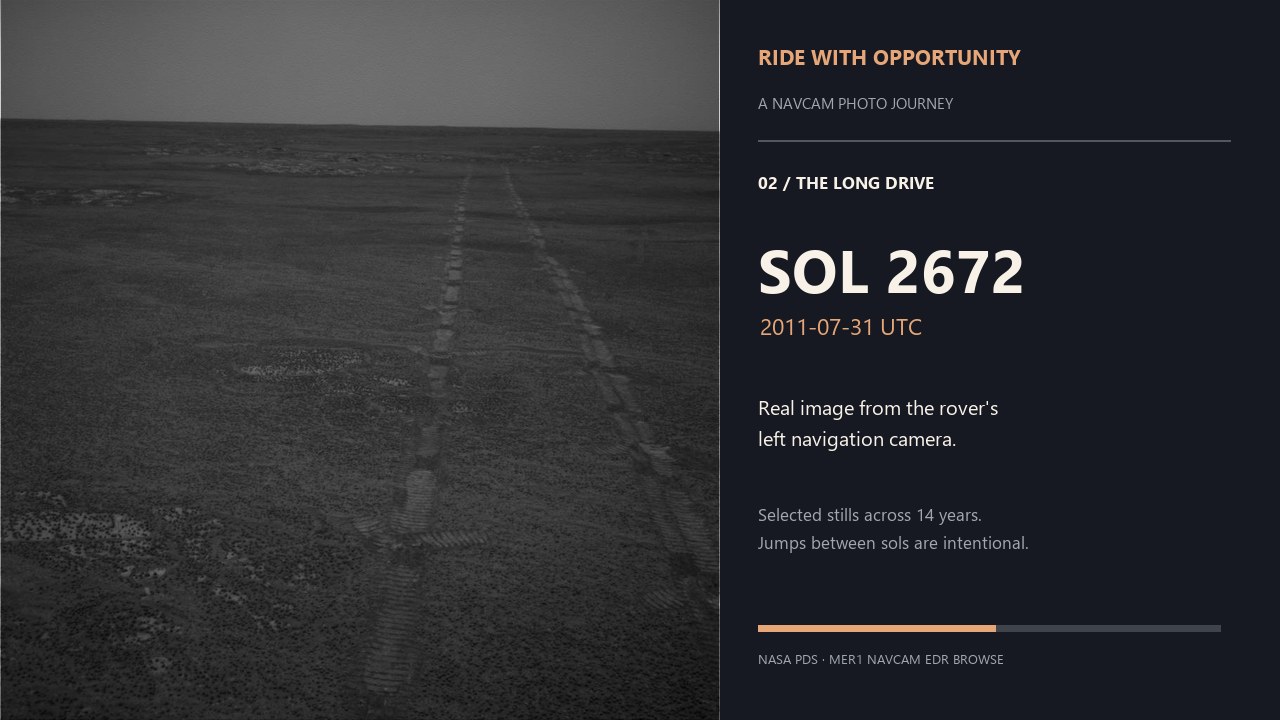 RIDE WITH OPPORTUNITY
A NAVCAM PHOTO JOURNEY
02 / THE LONG DRIVE
SOL 2672
2011-07-31 UTC
Real image from the rover's
left navigation camera.
Selected stills across 14 years.
Jumps between sols are intentional.
NASA PDS · MER1 NAVCAM EDR BROWSE